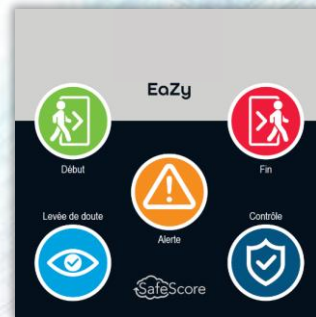 EaZy
Début
Fin
Alerte
Levée de doute
Contrôle
SafeScore